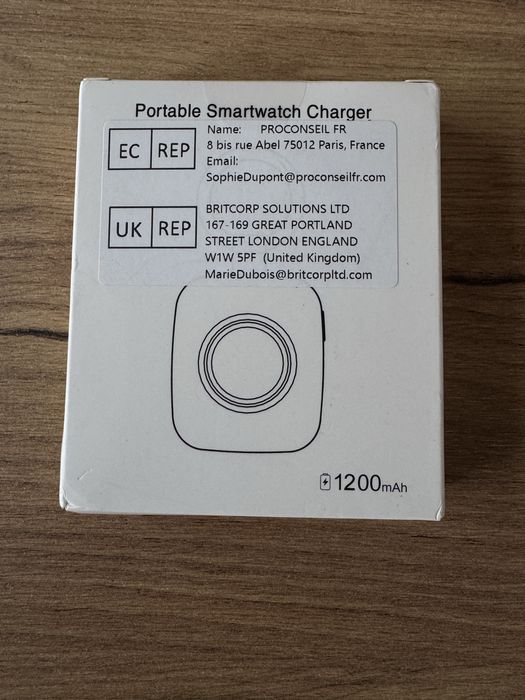 Portable Smartwatch Charger
EC REP
Name: PROCONSEIL FR
8 bis rue Abel 75012 Paris, France
Email:
SophieDupont@proconseilfr.com
UK REP
BRITCORP SOLUTIONS LTD
167-169 GREAT PORTLAND
STREET LONDON ENGLAND
W1W 5PF (United Kingdom)
MarieDubois@britcorpltd.com
1200mAh